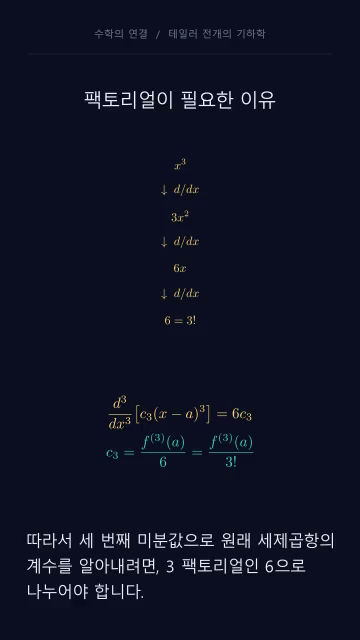 수학의 연결 / 테일러 전개의 기하학
팩토리얼이 필요한 이유
x³
↓ d/dx
3x²
↓ d/dx
6x
↓ d/dx
6 = 3!
d³/dx³ [c₃(x − a)³] = 6c₃
c₃ = f⁽³⁾(a)/6 = f⁽³⁾(a)/3!
따라서 세 번째 미분값으로 원래 세제곱항의
계수를 알아내려면, 3 팩토리얼인 6으로
나누어야 합니다.